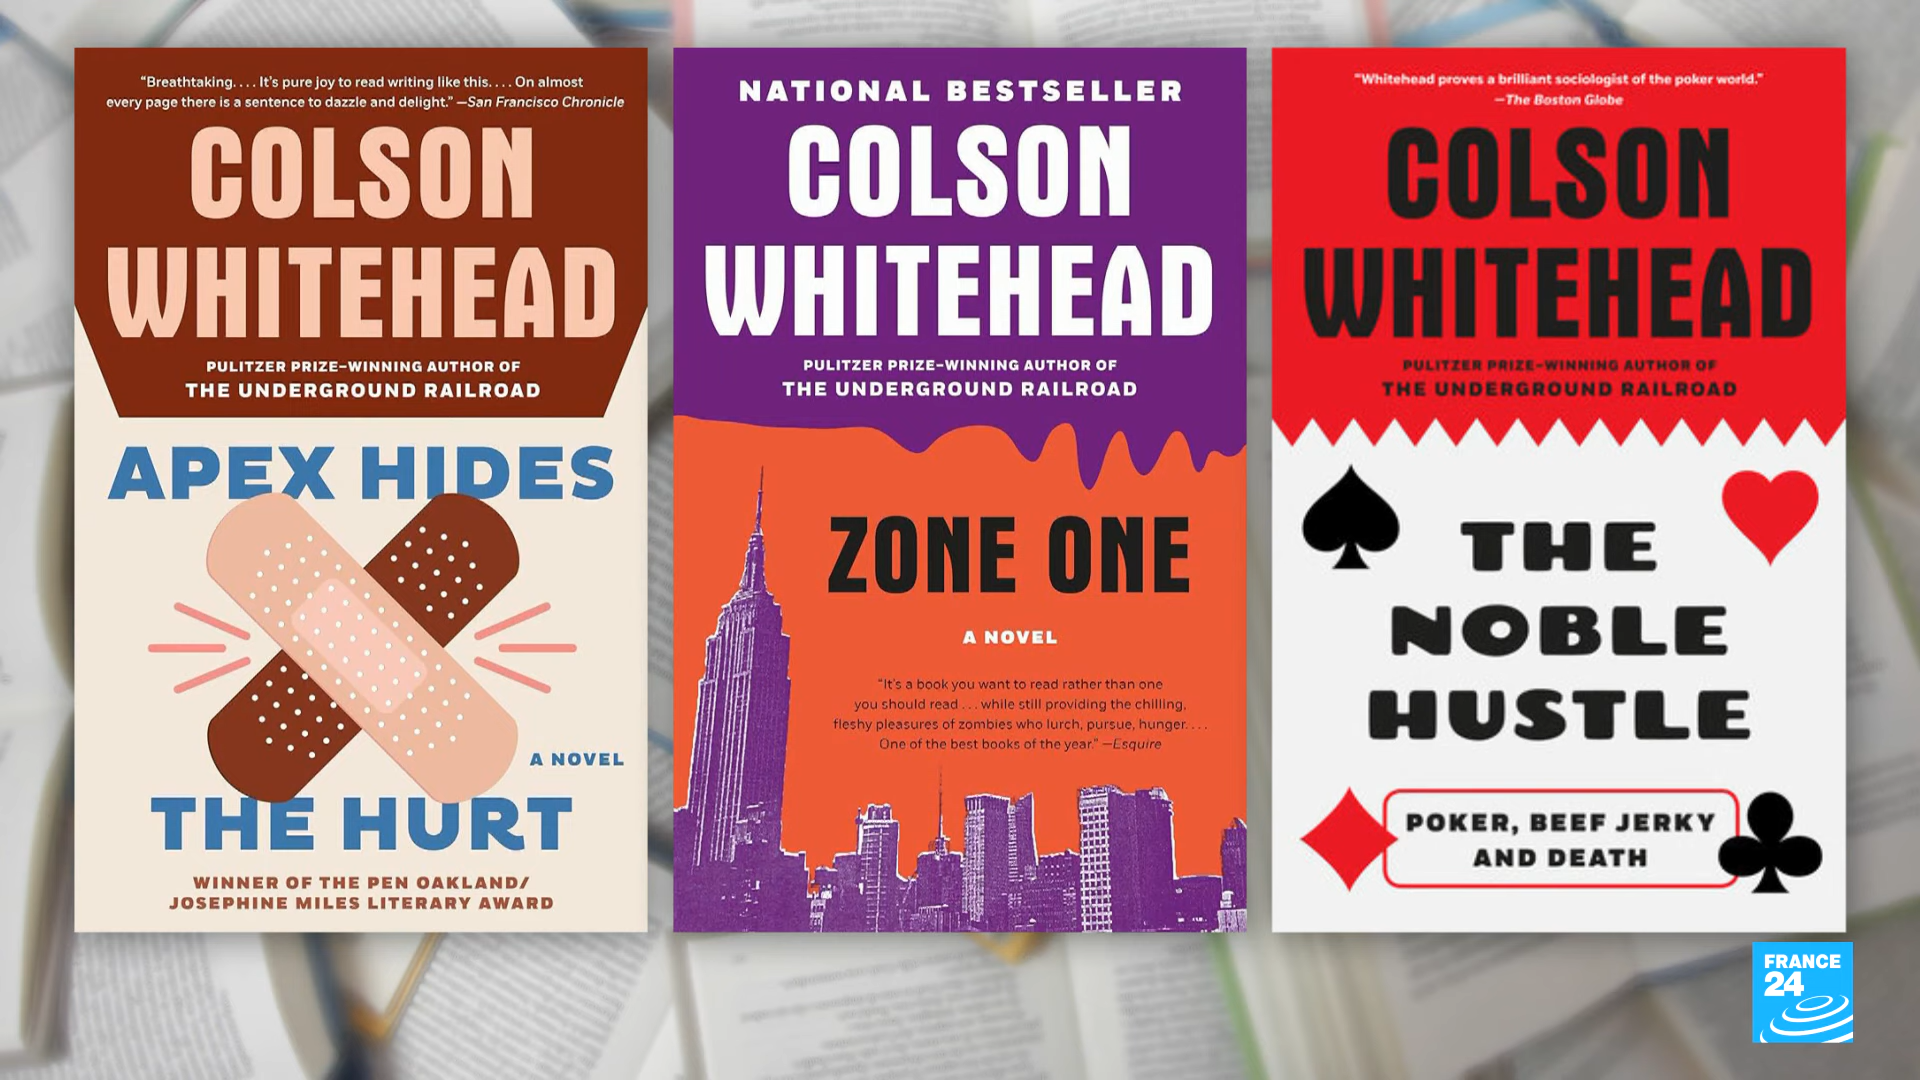 “Breathtaking. . . . It’s pure joy to read writing like this. . . . On almost
every page there is a sentence to dazzle and delight.” —San Francisco Chronicle
COLSON
WHITEHEAD
PULITZER PRIZE–WINNING AUTHOR OF
THE UNDERGROUND RAILROAD
APEX HIDES
A NOVEL
THE HURT
WINNER OF THE PEN OAKLAND/
JOSEPHINE MILES LITERARY AWARD
NATIONAL BESTSELLER
COLSON
WHITEHEAD
PULITZER PRIZE–WINNING AUTHOR OF
THE UNDERGROUND RAILROAD
ZONE ONE
A NOVEL
“It’s a book you want to read rather than one
you should read . . . while still providing the chilling,
fleshy pleasures of zombies who lurch, pursue, hunger. . . .
One of the best books of the year.” —Esquire
“Whitehead proves a brilliant sociologist of the poker world.”
—The Boston Globe
COLSON
WHITEHEAD
PULITZER PRIZE–WINNING AUTHOR OF
THE UNDERGROUND RAILROAD
THE
NOBLE
HUSTLE
POKER, BEEF JERKY
AND DEATH
FRANCE
24